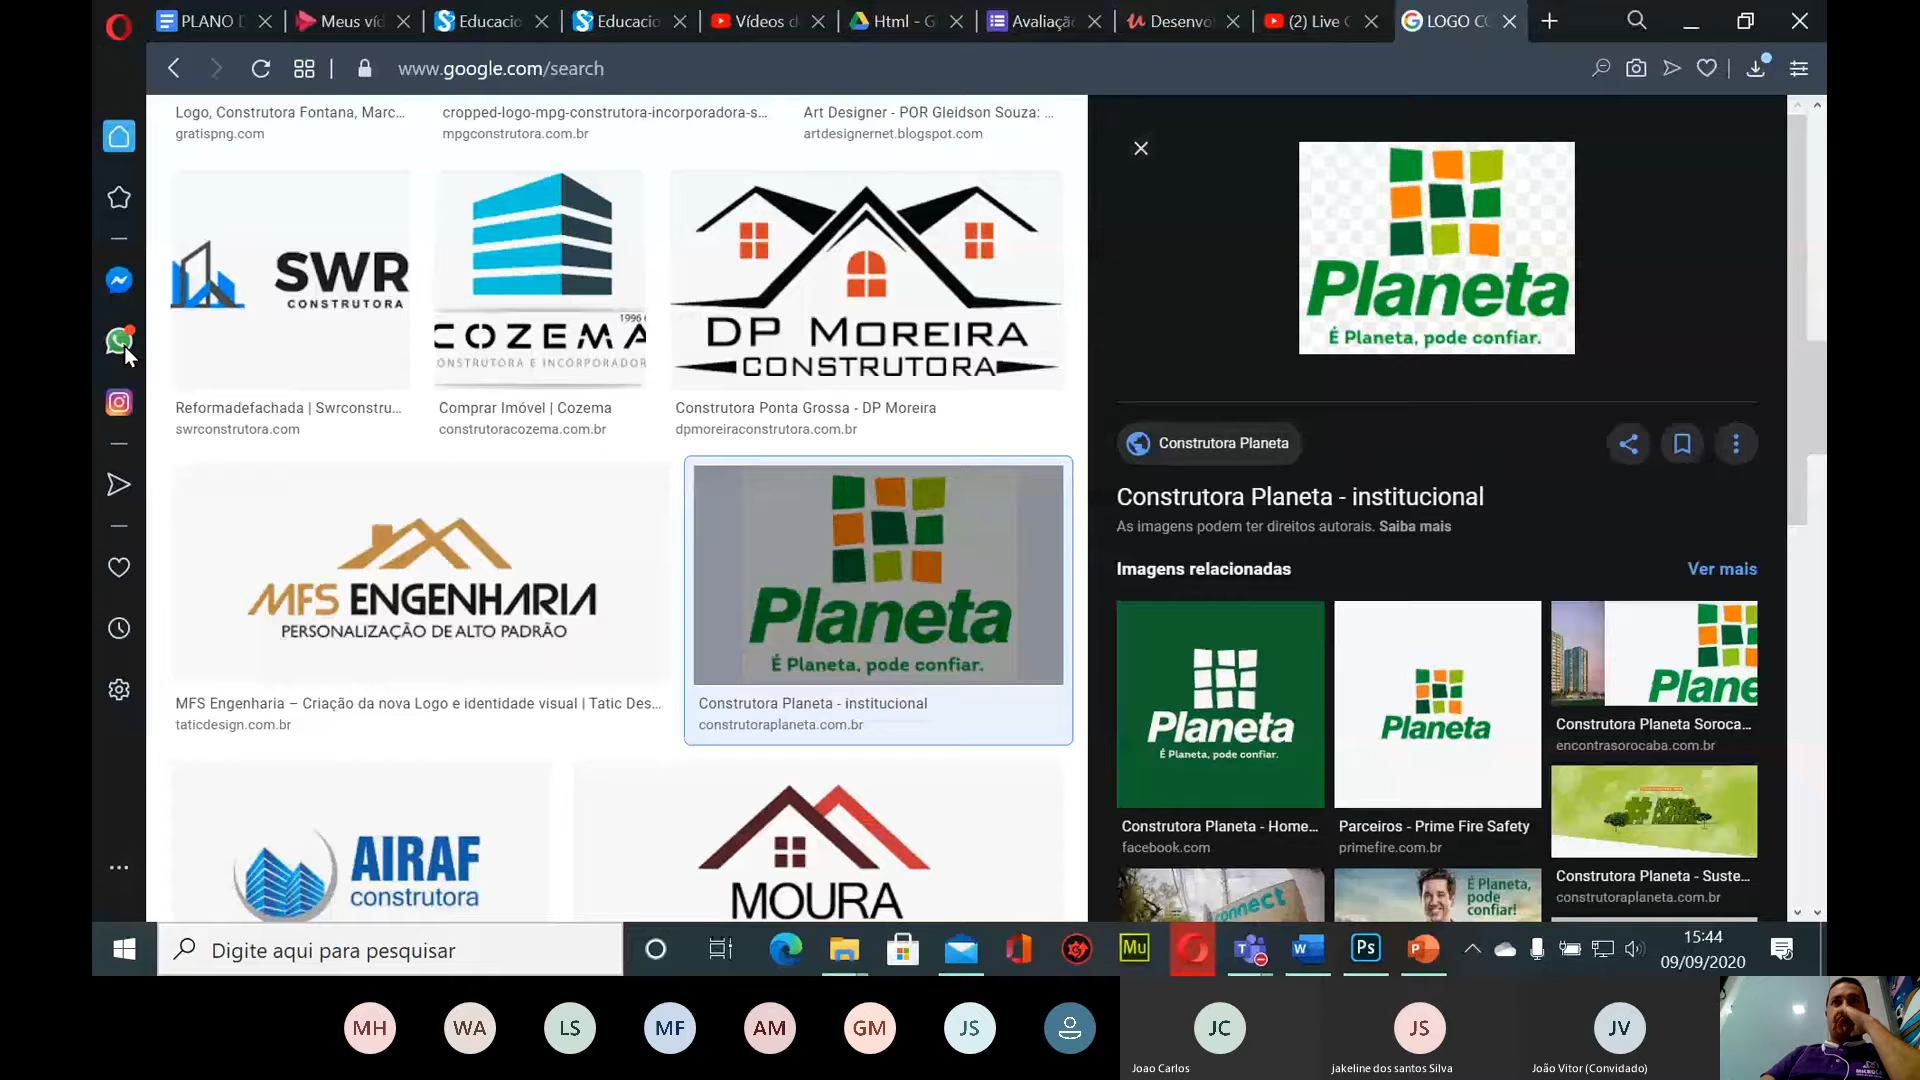 PLANO D
Meus víd
Educacio
Educacio
Vídeos d
Html - G
Avaliaçã
Desenvo
(2) Live
LOGO CO
www.google.com/search
Logo, Construtora Fontana, Marc...
gratispng.com
cropped-logo-mpg-construtora-incorporadora-s...
mpgconstrutora.com.br
Art Designer - POR Gleidson Souza: ...
artdesignernet.blogspot.com
SWR
CONSTRUTORA
1996
COZEMA
ONSTRUTORA E INCORPORADOR
DP MOREIRA
CONSTRUTORA
Reformadefachada | Swrconstru...
swrconstrutora.com
Comprar Imóvel | Cozema
construtoracozema.com.br
Construtora Ponta Grossa - DP Moreira
dpmoreiraconstrutora.com.br
MFS ENGENHARIA
PERSONALIZAÇÃO DE ALTO PADRÃO
MFS Engenharia – Criação da nova Logo e identidade visual | Tatic Des...
taticdesign.com.br
Planeta
É Planeta, pode confiar.
Construtora Planeta - institucional
construtoraplaneta.com.br
AIRAF
construtora
MOURA
Planeta
É Planeta, pode confiar.
Construtora Planeta
Construtora Planeta - institucional
As imagens podem ter direitos autorais. Saiba mais
Imagens relacionadas
Ver mais
Planeta
É Planeta, pode confiar.
Construtora Planeta - Home...
facebook.com
Planeta
Parceiros - Prime Fire Safety
primefire.com.br
Plane
Construtora Planeta Soroca...
encontrasorocaba.com.br
Construtora Planeta - Suste...
construtoraplaneta.com.br
connect
É Planeta,
pode
confiar!
Digite aqui para pesquisar
Mu
Ps
15:44
09/09/2020
MH
WA
LS
MF
AM
GM
JS
JC
JS
JV
Joao Carlos
jakeline dos santos Silva
João Vitor (Convidado)